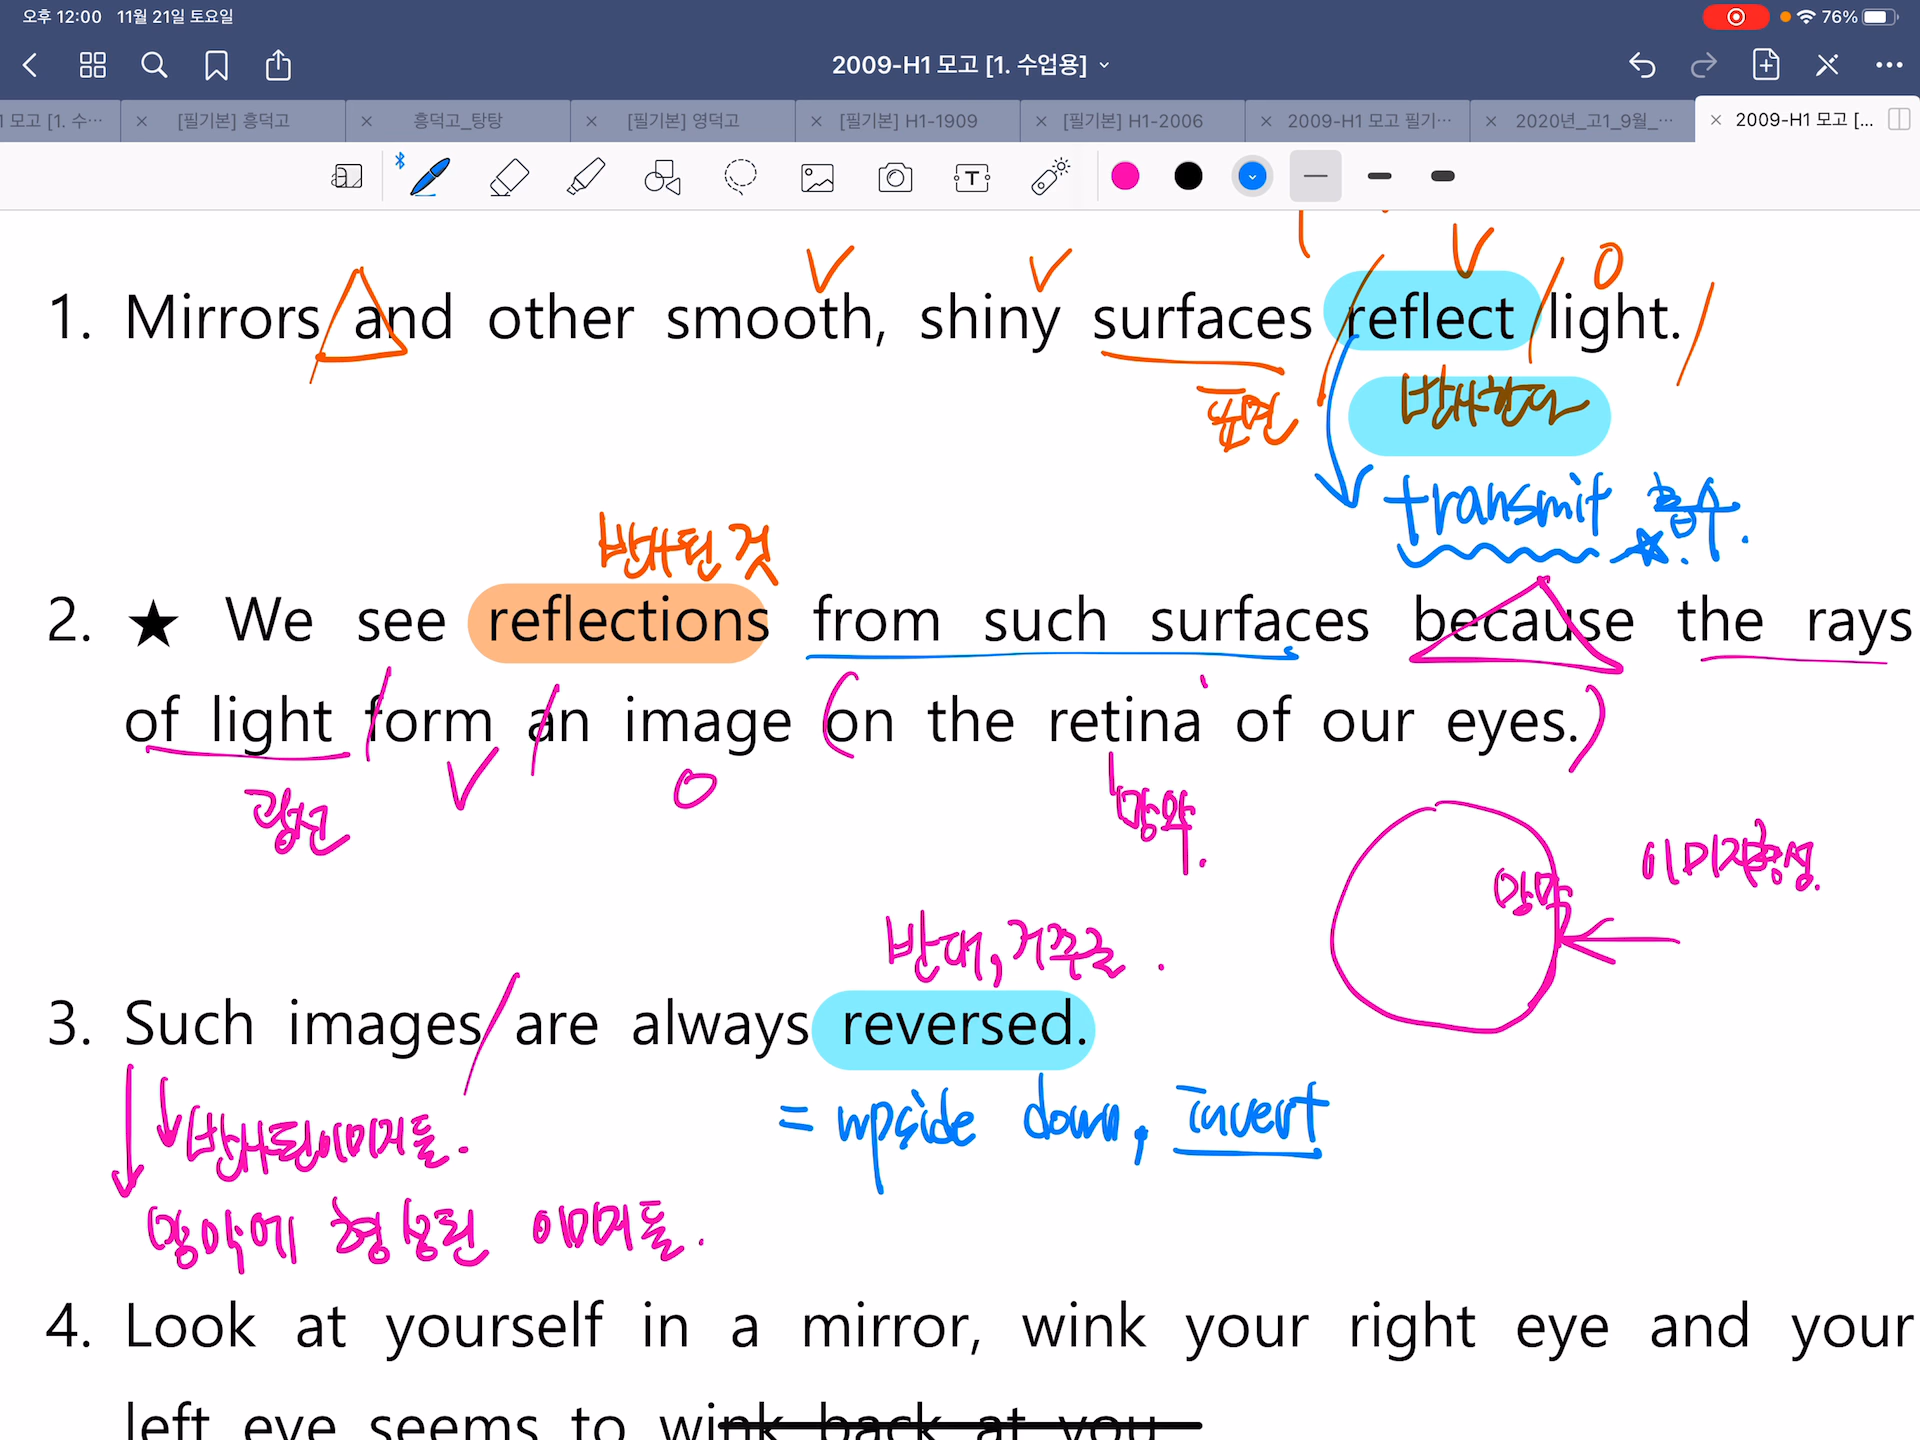 오후 12:00 11월 21일 토요일 76%
2009-H1 모고 [1. 수업용]
모고 [1. 수... [필기본] 흥덕고 흥덕고_탕탕 [필기본] 영덕고 [필기본] H1-1909 [필기본] H1-2006 2009-H1 모고 필기... 2020년_고1_9월_... 2009-H1 모고 [...
1. Mirrors and other smooth, shiny surfaces reflect light.
표면 반사한다
transmit 흡수.
반사된 것
2. ★ We see reflections from such surfaces because the rays
of light form an image on the retina of our eyes.
광선 망막.
망막 이미지형성.
반대, 거꾸로.
3. Such images are always reversed.
반사된이미지들.
= upside down, invert
망막에 형성된 이미지들.
4. Look at yourself in a mirror, wink your right eye and your
left eye seems to wink back at you